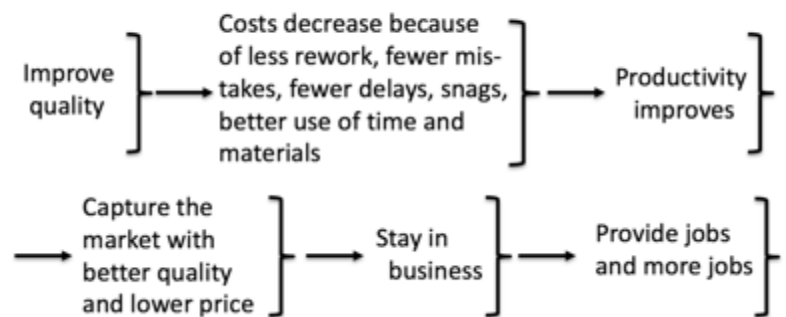 Improve
quality
Costs decrease because
of less rework, fewer mis-
takes, fewer delays, snags,
better use of time and
materials
Productivity
improves
Capture the
market with
better quality
and lower price
Stay in
business
Provide jobs
and more jobs